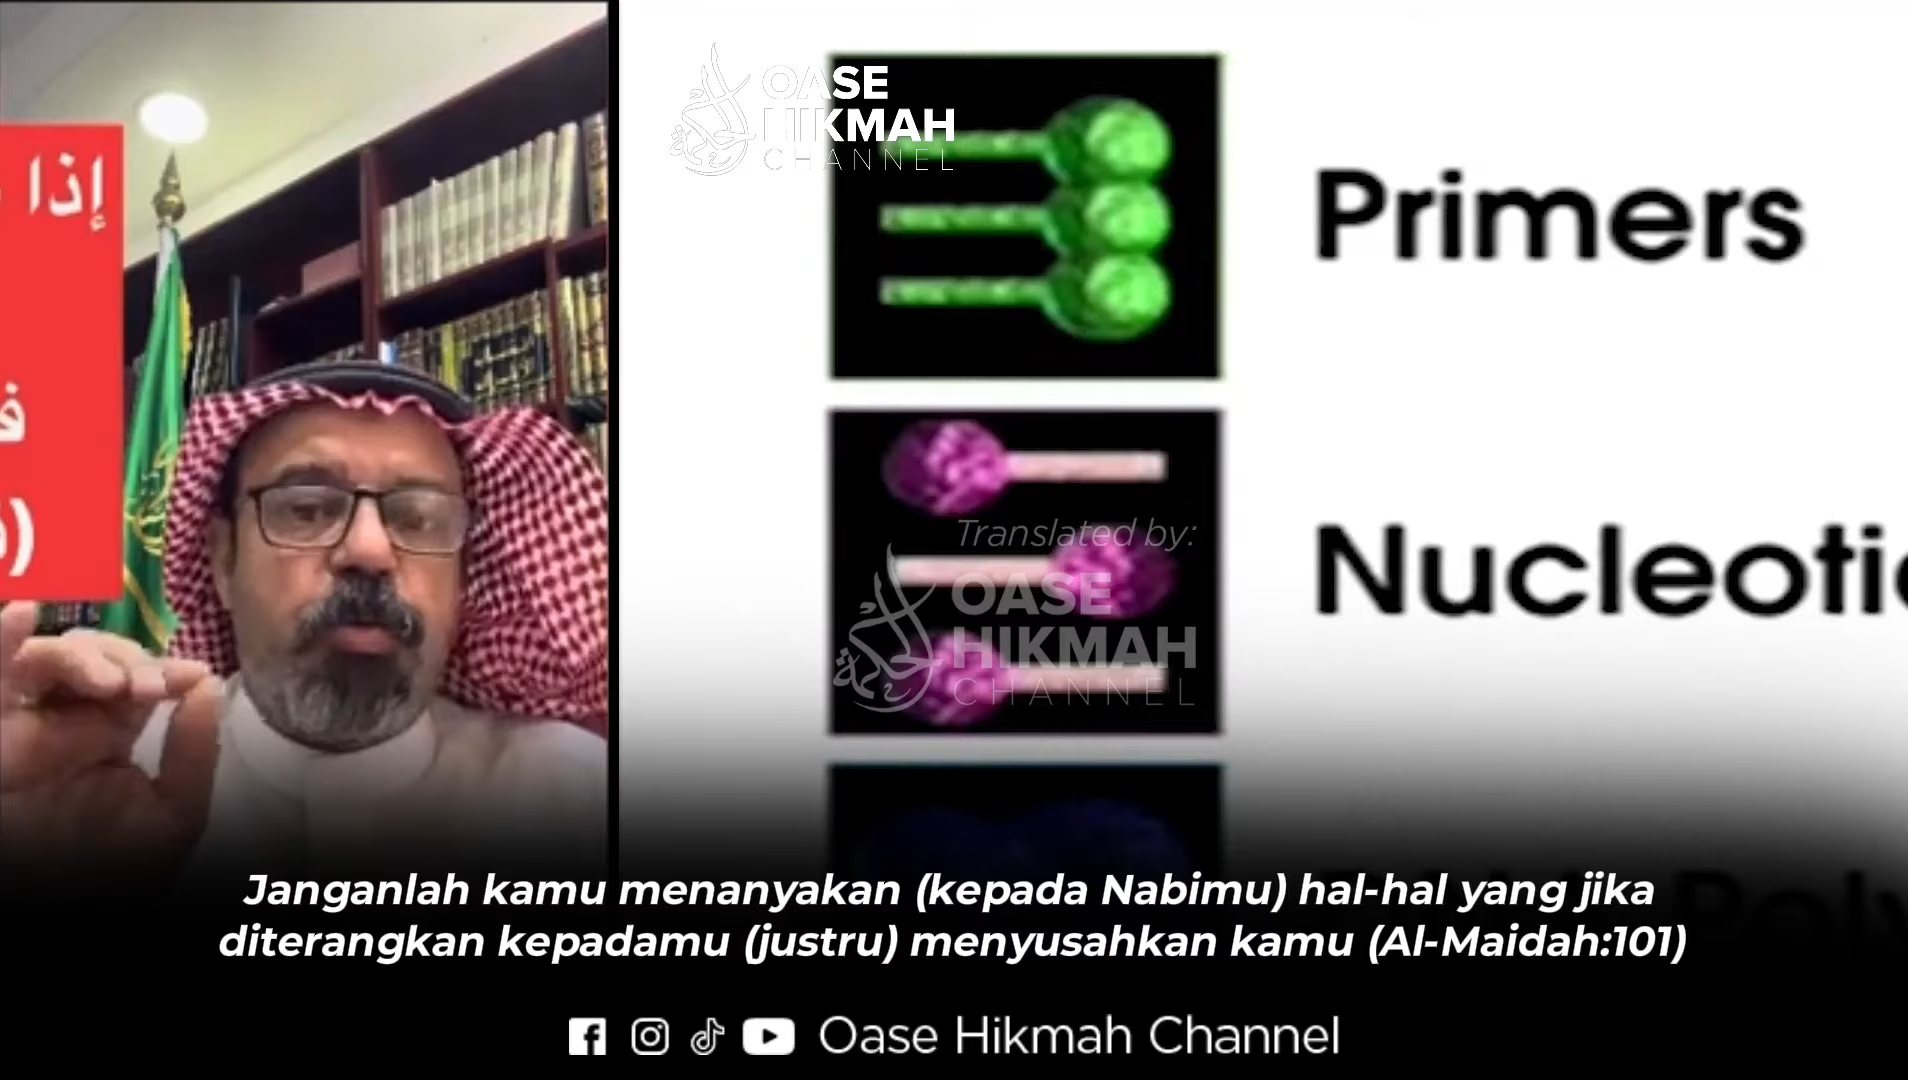 إذا
OASE
HIKMAH
CHANNEL
Primers
Translated by:
OASE
HIKMAH
CHANNEL
Janganlah kamu menanyakan (kepada Nabimu) hal-hal yang jika
diterangkan kepadamu (justru) menyusahkan kamu (Al-Maidah:101)
Oase Hikmah Channel